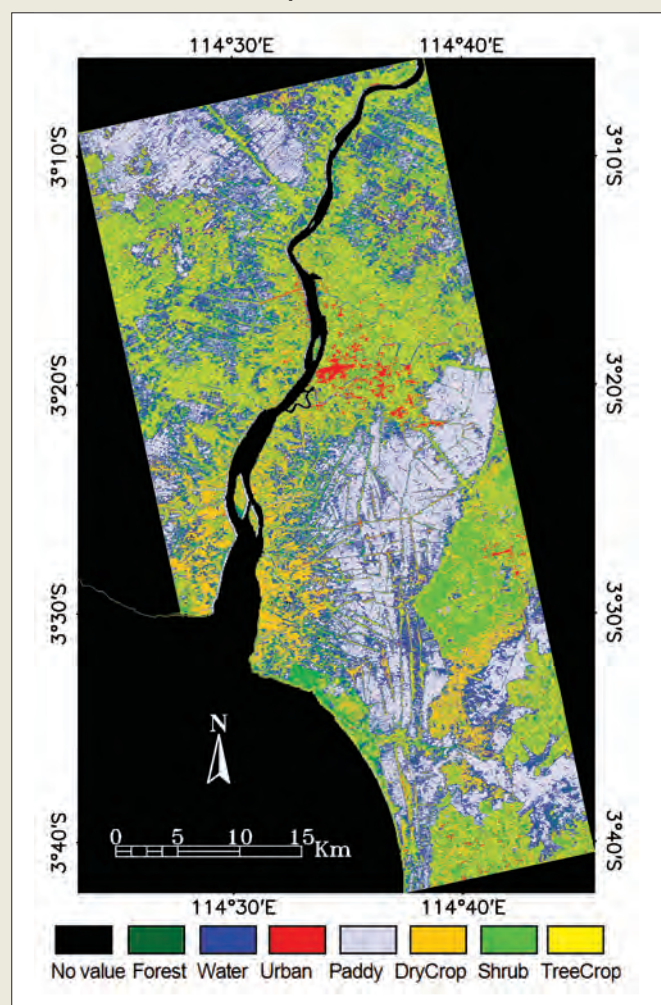 114°30'E 114°40'E
3°10'S 3°10'S
3°20'S 3°20'S
3°30'S 3°30'S
N
0 5 10 15 Km
3°40'S 3°40'S
114°30'E 114°40'E
No value Forest Water Urban Paddy DryCrop Shrub TreeCrop